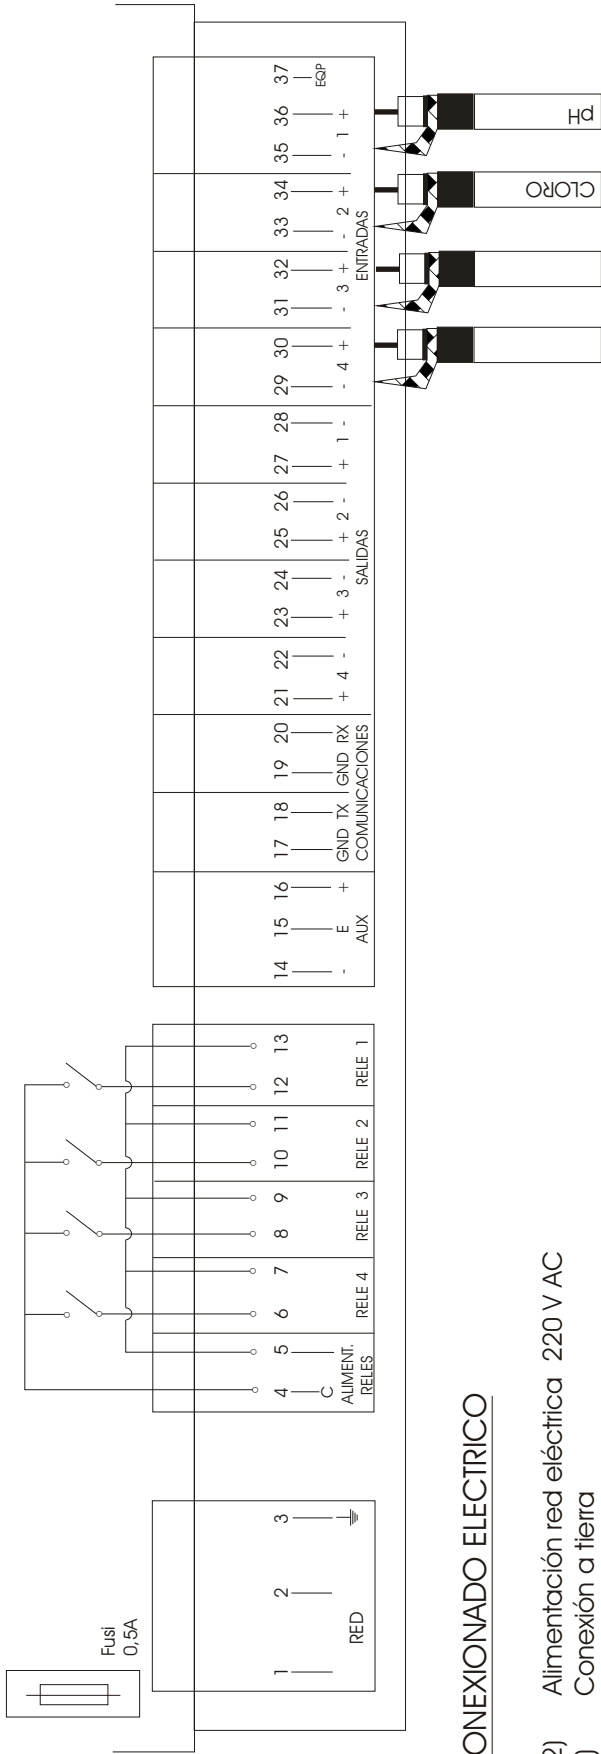 Fusi
0,5A
1 2 3
RED
4 5 6 7 8 9 10 11 12 13
C
ALIMENT.
RELES
RELE 4 RELE 3 RELE 2 RELE 1
14 15 16 17 18 19 20 21 22 23 24 25 26 27 28 29 30 31 32 33 34 35 36 37
- E + GND TX GND RX + 4 - + 3 - + 2 - + 1 - - 4 + - 3 + - 2 + - 1 + EQP
AUX COMUNICACIONES SALIDAS ENTRADAS
CLORO
pH
ONEXIONADO ELECTRICO
2) Alimentación red eléctrica 220 V AC
) Conexión a tierra